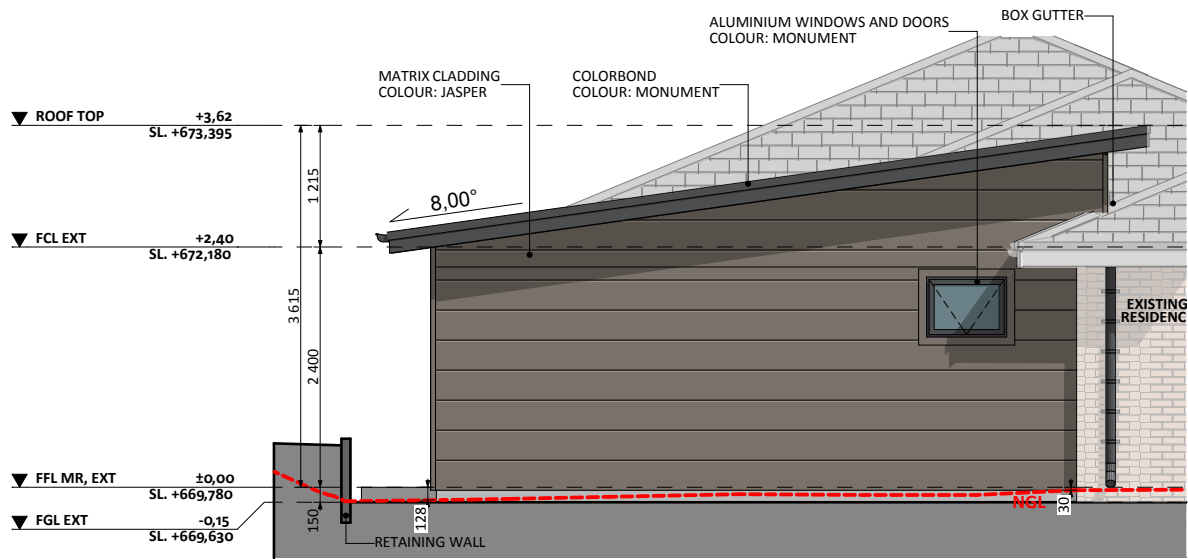 ALUMINIUM WINDOWS AND DOORS
COLOUR: MONUMENT
BOX GUTTER
MATRIX CLADDING
COLOUR: JASPER
COLORBOND
COLOUR: MONUMENT
ROOF TOP +3,62
SL. +673,395
1 215
8,00°
FCL EXT +2,40
SL. +672,180
3 615
2 400
EXISTING
RESIDENC
FFL MR, EXT ±0,00
SL. +669,780
150
128
NGL
30
FGL EXT -0,15
SL. +669,630
RETAINING WALL